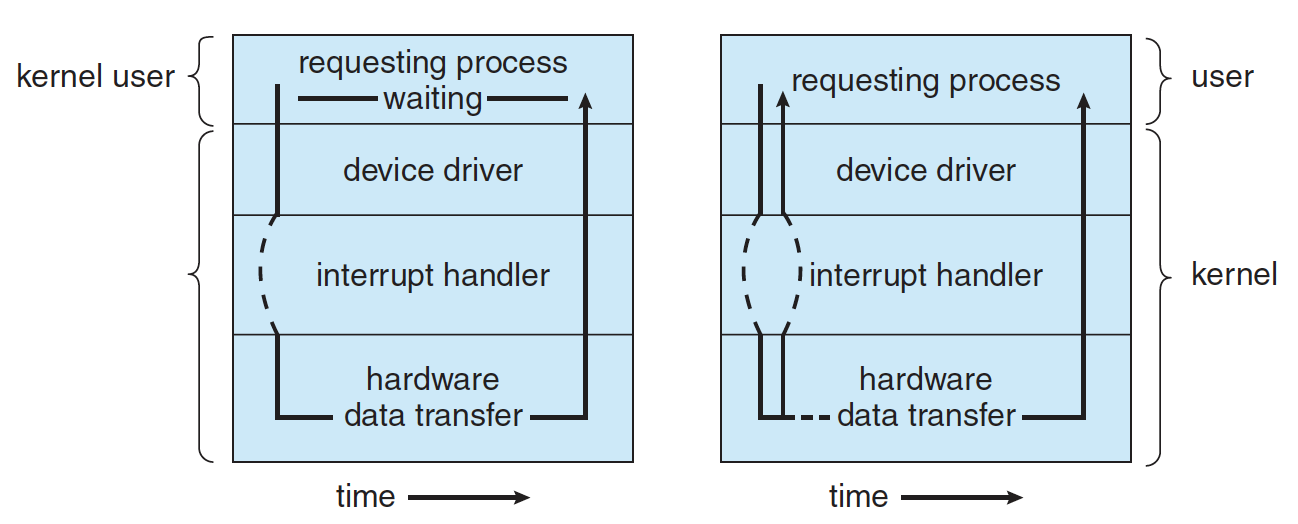 kernel user
requesting process
waiting
device driver
interrupt handler
hardware
data transfer
time
requesting process
device driver
interrupt handler
hardware
data transfer
time
user
kernel